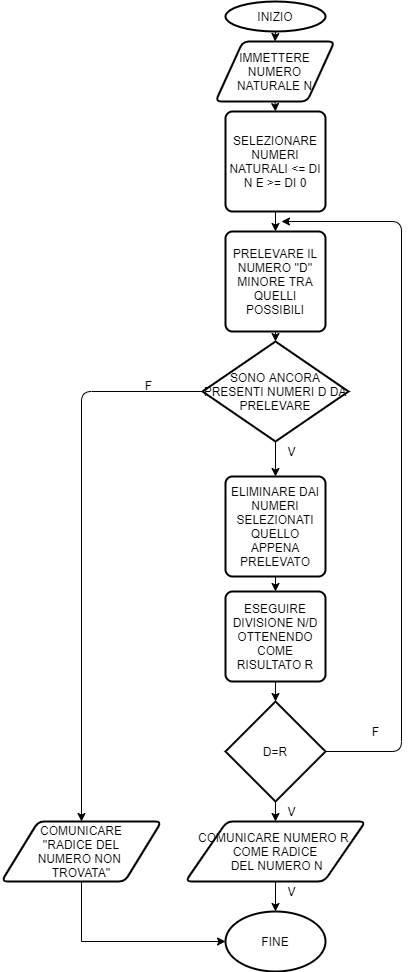 INIZIO
IMMETTERE
NUMERO
NATURALE N
SELEZIONARE
NUMERI
NATURALI <= DI
N E >= DI 0
PRELEVARE IL
NUMERO "D"
MINORE TRA
QUELLI
POSSIBILI
SONO ANCORA
PRESENTI NUMERI D DA
PRELEVARE
F
V
ELIMINARE DAI
NUMERI
SELEZIONATI
QUELLO
APPENA
PRELEVATO
ESEGUIRE
DIVISIONE N/D
OTTENENDO
COME
RISULTATO R
D=R
F
V
COMUNICARE
"RADICE DEL
NUMERO NON
TROVATA"
COMUNICARE NUMERO R
COME RADICE
DEL NUMERO N
V
FINE